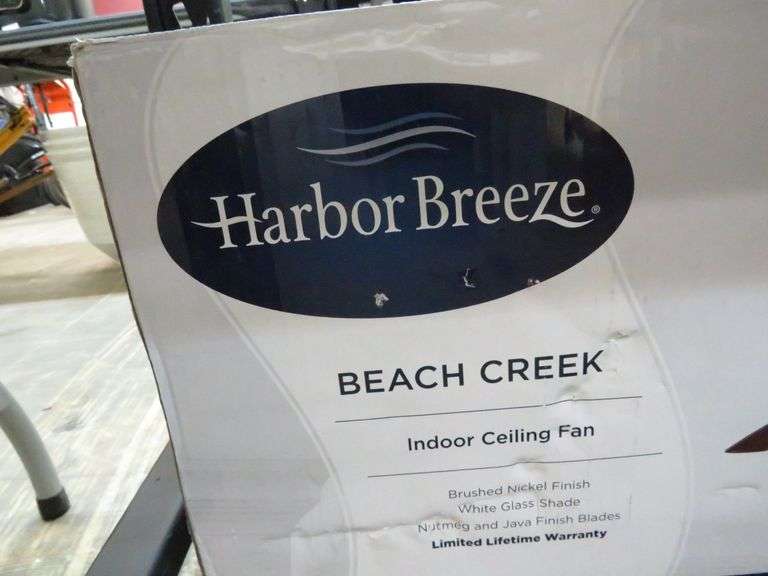 Harbor Breeze®
BEACH CREEK
Indoor Ceiling Fan
Brushed Nickel Finish
White Glass Shade
Nutmeg and Java Finish Blades
Limited Lifetime Warranty